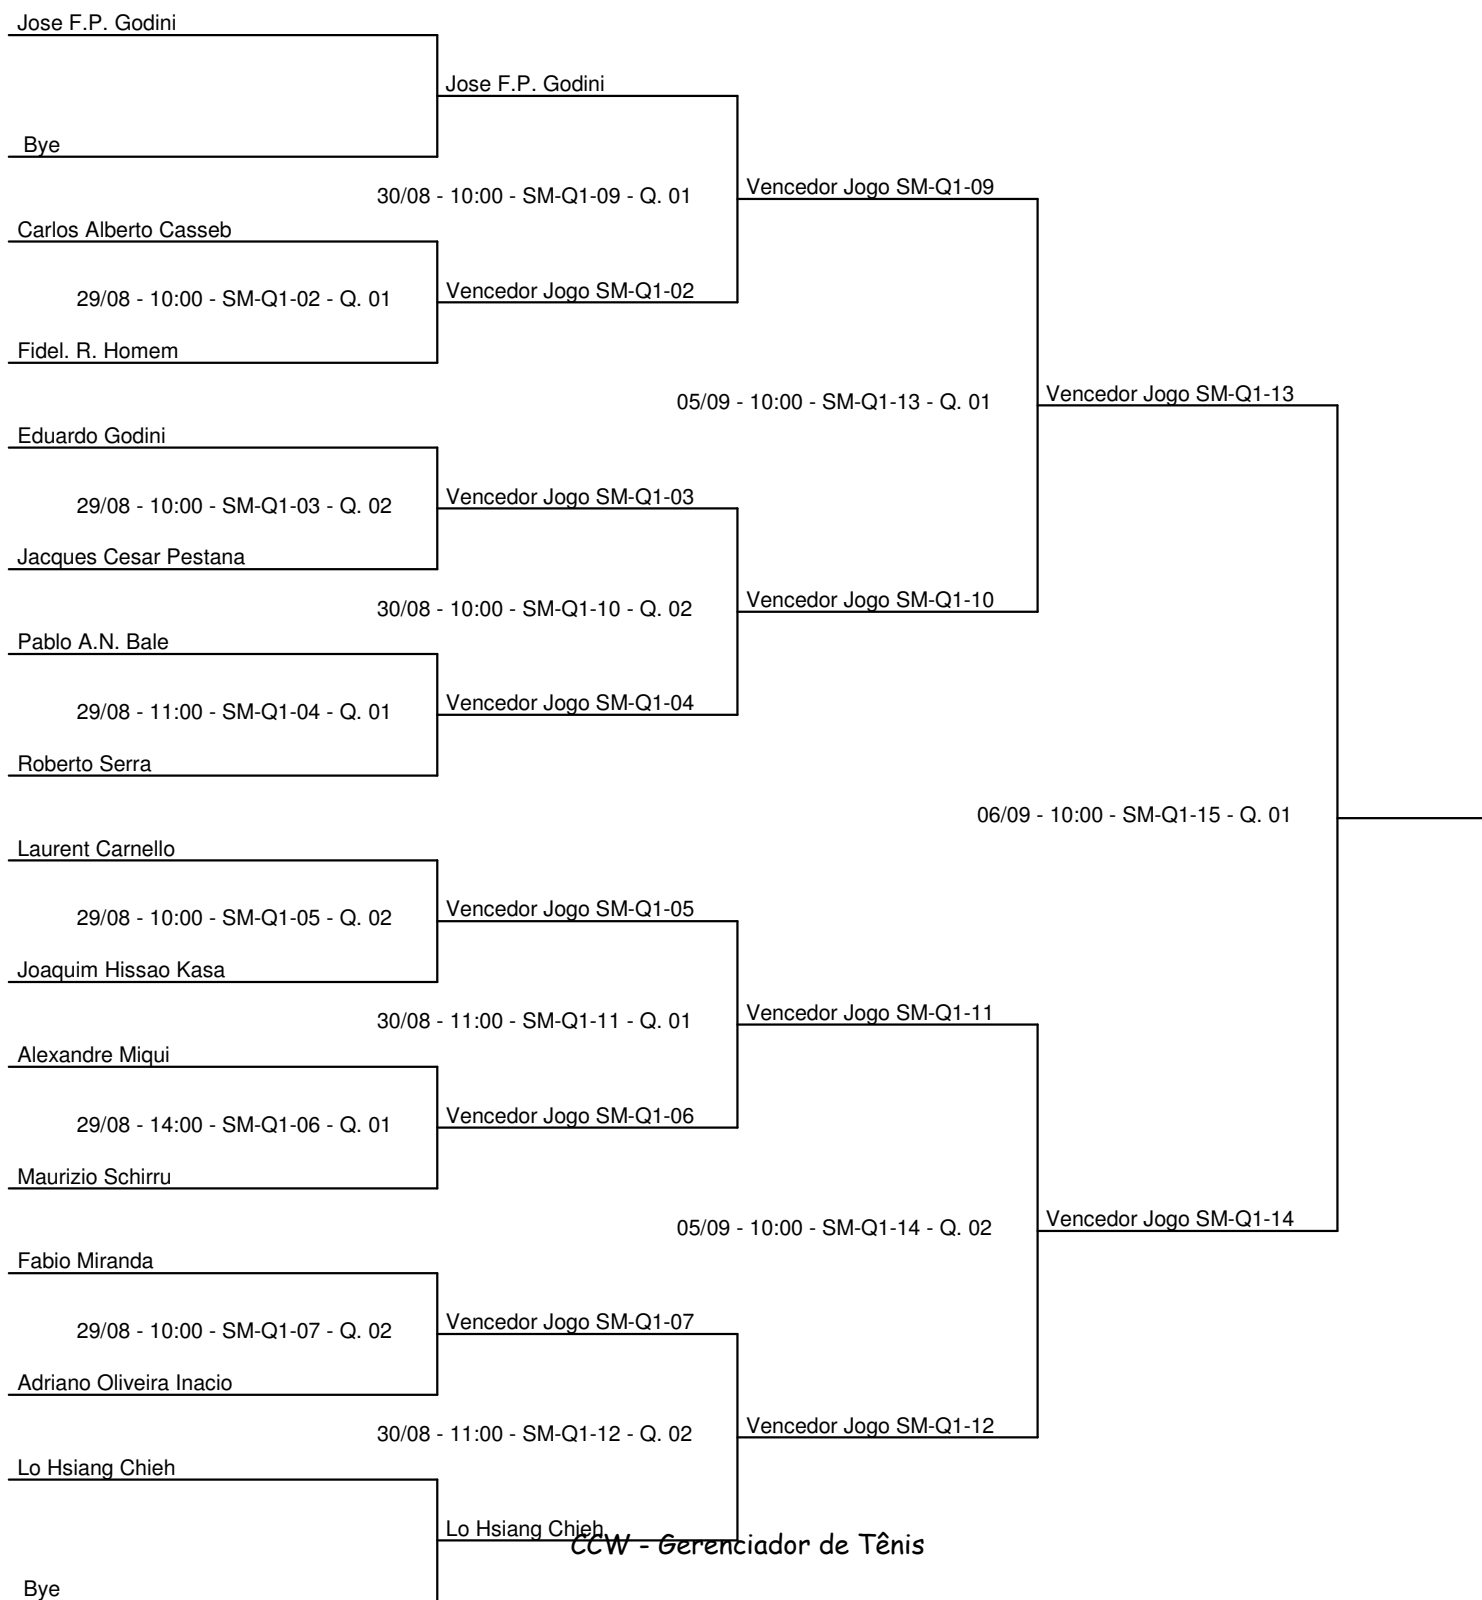 Jose F.P. Godini
Jose F.P. Godini
Bye
30/08 - 10:00 - SM-Q1-09 - Q. 01
Vencedor Jogo SM-Q1-09
Carlos Alberto Casseb
29/08 - 10:00 - SM-Q1-02 - Q. 01
Vencedor Jogo SM-Q1-02
Fidel. R. Homem
05/09 - 10:00 - SM-Q1-13 - Q. 01
Vencedor Jogo SM-Q1-13
Eduardo Godini
29/08 - 10:00 - SM-Q1-03 - Q. 02
Vencedor Jogo SM-Q1-03
Jacques Cesar Pestana
30/08 - 10:00 - SM-Q1-10 - Q. 02
Vencedor Jogo SM-Q1-10
Pablo A.N. Bale
29/08 - 11:00 - SM-Q1-04 - Q. 01
Vencedor Jogo SM-Q1-04
Roberto Serra
06/09 - 10:00 - SM-Q1-15 - Q. 01
Laurent Carnello
29/08 - 10:00 - SM-Q1-05 - Q. 02
Vencedor Jogo SM-Q1-05
Joaquim Hissao Kasa
30/08 - 11:00 - SM-Q1-11 - Q. 01
Vencedor Jogo SM-Q1-11
Alexandre Miqui
29/08 - 14:00 - SM-Q1-06 - Q. 01
Vencedor Jogo SM-Q1-06
Maurizio Schirru
05/09 - 10:00 - SM-Q1-14 - Q. 02
Vencedor Jogo SM-Q1-14
Fabio Miranda
29/08 - 10:00 - SM-Q1-07 - Q. 02
Vencedor Jogo SM-Q1-07
Adriano Oliveira Inacio
30/08 - 11:00 - SM-Q1-12 - Q. 02
Vencedor Jogo SM-Q1-12
Lo Hsiang Chieh
Lo Hsiang Chieh
CCW - Gerenciador de Tênis
Bye